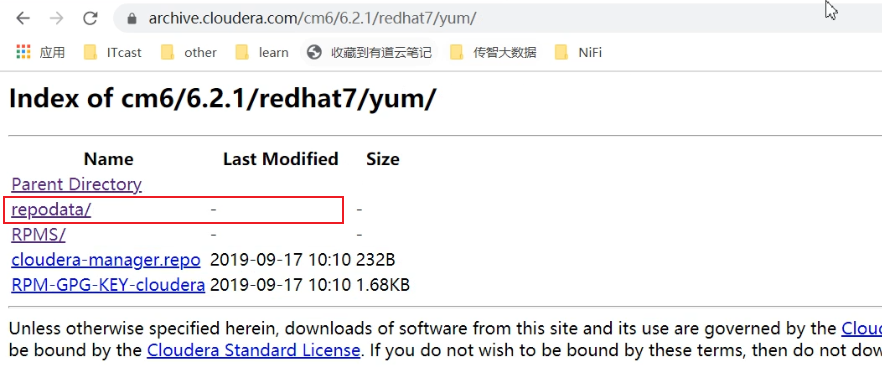 archive.cloudera.com/cm6/6.2.1/redhat7/yum/
应用 ITcast other learn 收藏到有道云笔记 传智大数据 NiFi
Index of cm6/6.2.1/redhat7/yum/
Name Last Modified Size
Parent Directory
repodata/ - -
RPMS/ - -
cloudera-manager.repo 2019-09-17 10:10 232B
RPM-GPG-KEY-cloudera 2019-09-17 10:10 1.68KB
Unless otherwise specified herein, downloads of software from this site and its use are governed by the
be bound by the Cloudera Standard License. If you do not wish to be bound by these terms, then do not